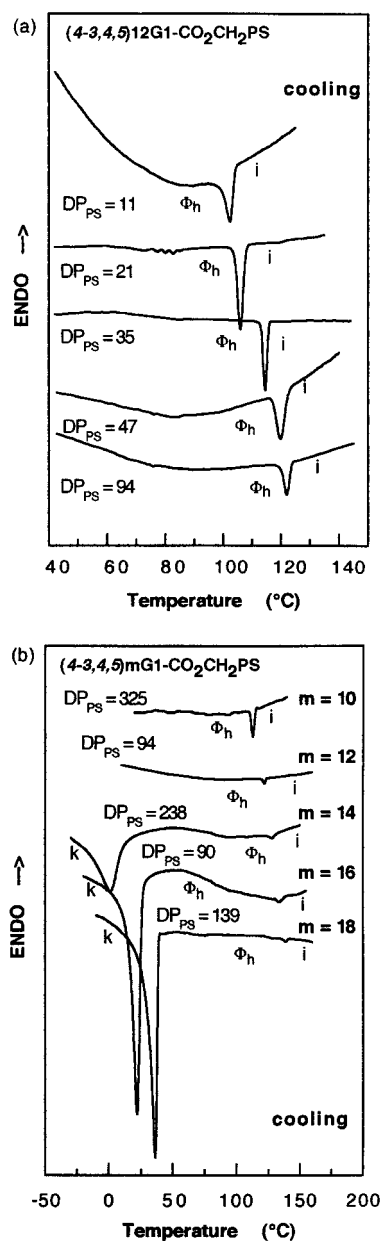 (a)
(4-3,4,5)12G1-CO2CH2PS
cooling
i
Φh
DPPS = 11
Φh
i
DPPS = 21
Φh
i
DPPS = 35
Φh
i
DPPS = 47
Φh
i
DPPS = 94
ENDO -->
40 60 80 100 120 140
Temperature (°C)
(b)
(4-3,4,5)mG1-CO2CH2PS
DPPS = 325
m = 10
Φh
i
DPPS = 94
m = 12
Φh
i
DPPS = 238
m = 14
k
DPPS = 90
Φh
i
k
Φh
m = 16
i
k
DPPS = 139
m = 18
Φh
i
ENDO -->
cooling
-50 0 50 100 150 200
Temperature (°C)